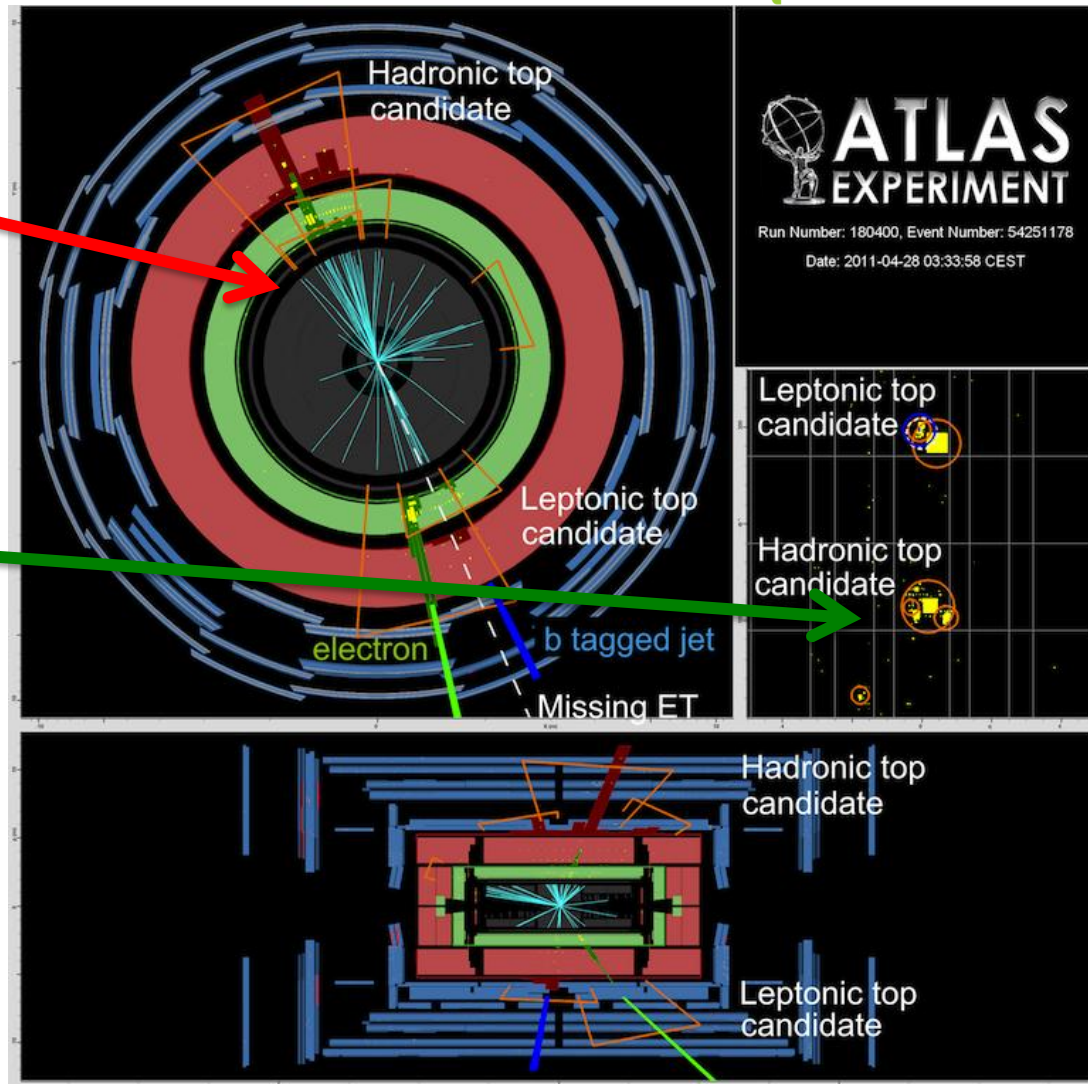 Hadronic top
candidate
Leptonic top
candidate
electron
b tagged jet
Missing ET
ATLAS
EXPERIMENT
Run Number: 180400, Event Number: 54251178
Date: 2011-04-28 03:33:58 CEST
Leptonic top
candidate
Hadronic top
candidate
Hadronic top
candidate
Leptonic top
candidate